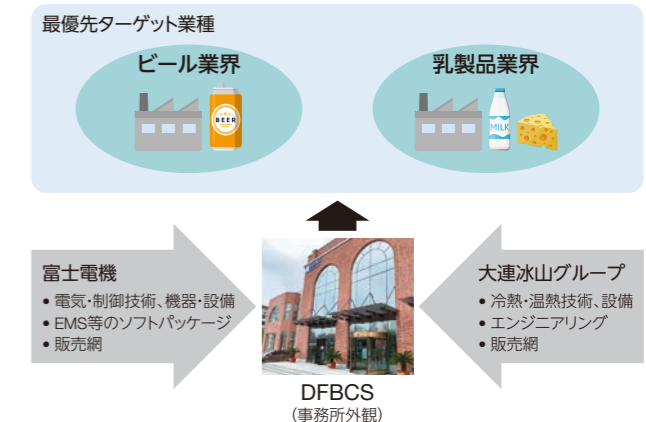 最優先ターゲット業種
ビール業界
乳製品業界
BEER
MILK
富士電機
• 電気・制御技術、機器・設備
• EMS等のソフトパッケージ
• 販売網
大連冰山グループ
• 冷熱・温熱技術、設備
• エンジニアリング
• 販売網
DFBCS
(事務所外観)